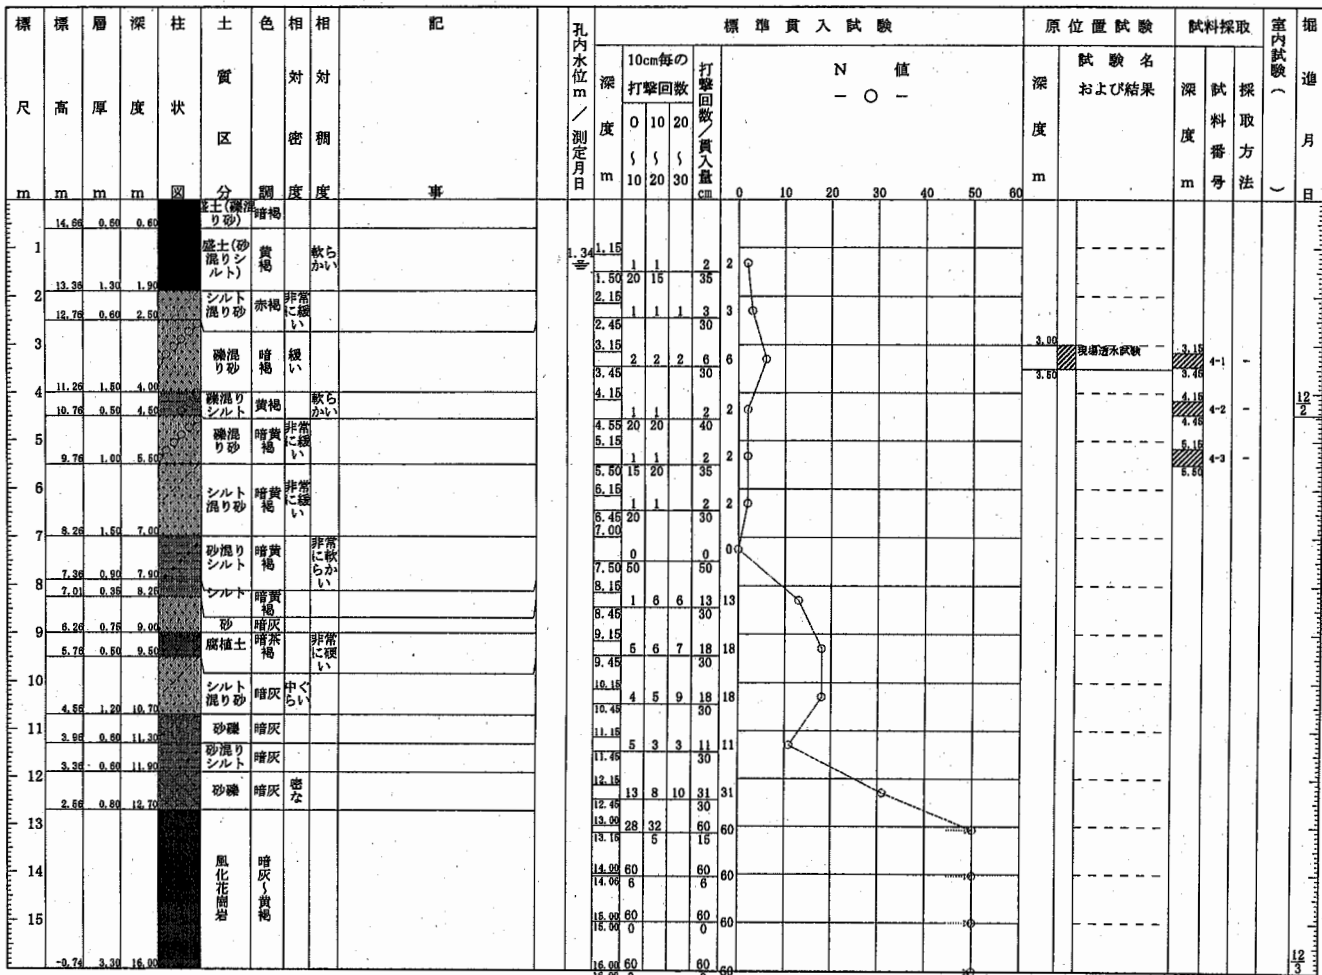 標尺 m
標高 m
層厚 m
深度 m
柱状図
土質区分
色調
相対密度
相対稠度
記事
孔内水位m/測定月日
標準貫入試験
深度 m
10cm毎の打撃回数
0〜10 10〜20 20〜30
打撃回数/貫入量 cm
N値
─ ○ ─
0 10 20 30 40 50 60
原位置試験
深度 m
試験名および結果
試料採取
深度 m
試料番号
採取方法
室内試験( )
掘進月日
14.66 0.60 0.60 盛土(礫混り砂) 暗褐
13.36 1.30 1.90 盛土(砂混りシルト) 黄褐 軟らかい
12.76 0.60 2.50 シルト混り砂 赤褐 非常に緩い
11.26 1.50 4.00 礫混り砂 暗褐 緩い
10.76 0.50 4.50 礫混りシルト 黄褐 軟らかい
9.76 1.00 5.50 礫混り砂 暗黄褐 非常に緩い
8.26 1.50 7.00 シルト混り砂 暗黄褐 非常に緩い
7.36 0.90 7.90 砂混りシルト 暗黄褐 非常に軟らかい
7.01 0.35 8.25 シルト 暗黄褐
6.26 0.75 9.00 砂 暗灰
5.76 0.50 9.50 腐植土 暗茶褐 非常に硬い
4.56 1.20 10.70 シルト混り砂 暗灰 中ぐらい
3.96 0.60 11.30 砂礫 暗灰
3.36 0.60 11.90 砂混りシルト 暗灰
2.56 0.80 12.70 砂礫 暗灰 密な
-0.74 3.30 16.00 風化花崗岩 暗灰〜黄褐
1
2
3
4
5
6
7
8
9
10
11
12
13
14
15
1.34
1.15 1 1 2 2
1.50 20 15 35
2.15 1 1 1 3 3
2.45 30
3.15 2 2 2 6 6
3.45 30
4.15 1 1 2 2
4.55 20 20 40
5.15 1 1 2 2
5.50 15 20 35
6.15 1 1 2 2
6.45 20 30
7.00 0 0 0
7.50 50 50
8.15 1 6 6 13 13
8.45 30
9.15 5 6 7 18 18
9.45 30
10.15 4 5 9 18 18
10.45 30
11.15 5 3 3 11 11
11.45 30
12.15 13 8 10 31 31
12.45 30
13.00 28 32 60 60
13.15 5 15
14.00 60 60 60
14.06 6 6
15.00 60 60 60
15.00 0 0
16.00 60 60 60
3.00 現場透水試験
3.50
3.15 4-1 -
3.45
4.15 4-2 -
4.45
5.15 4-3 -
5.50
12/2
12/3